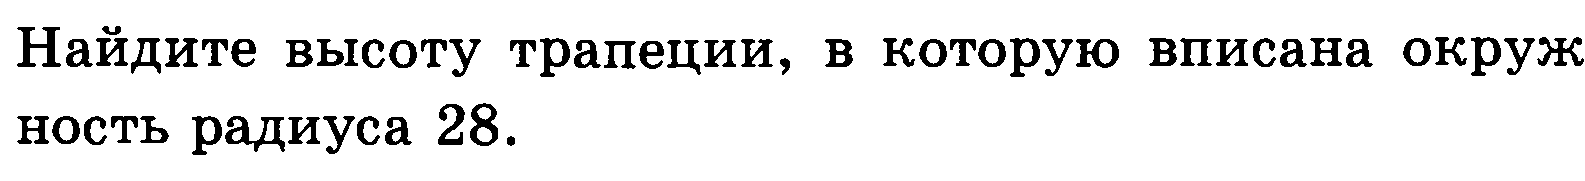 Найдите высоту трапеции, в которую вписана окруж
ность радиуса 28.